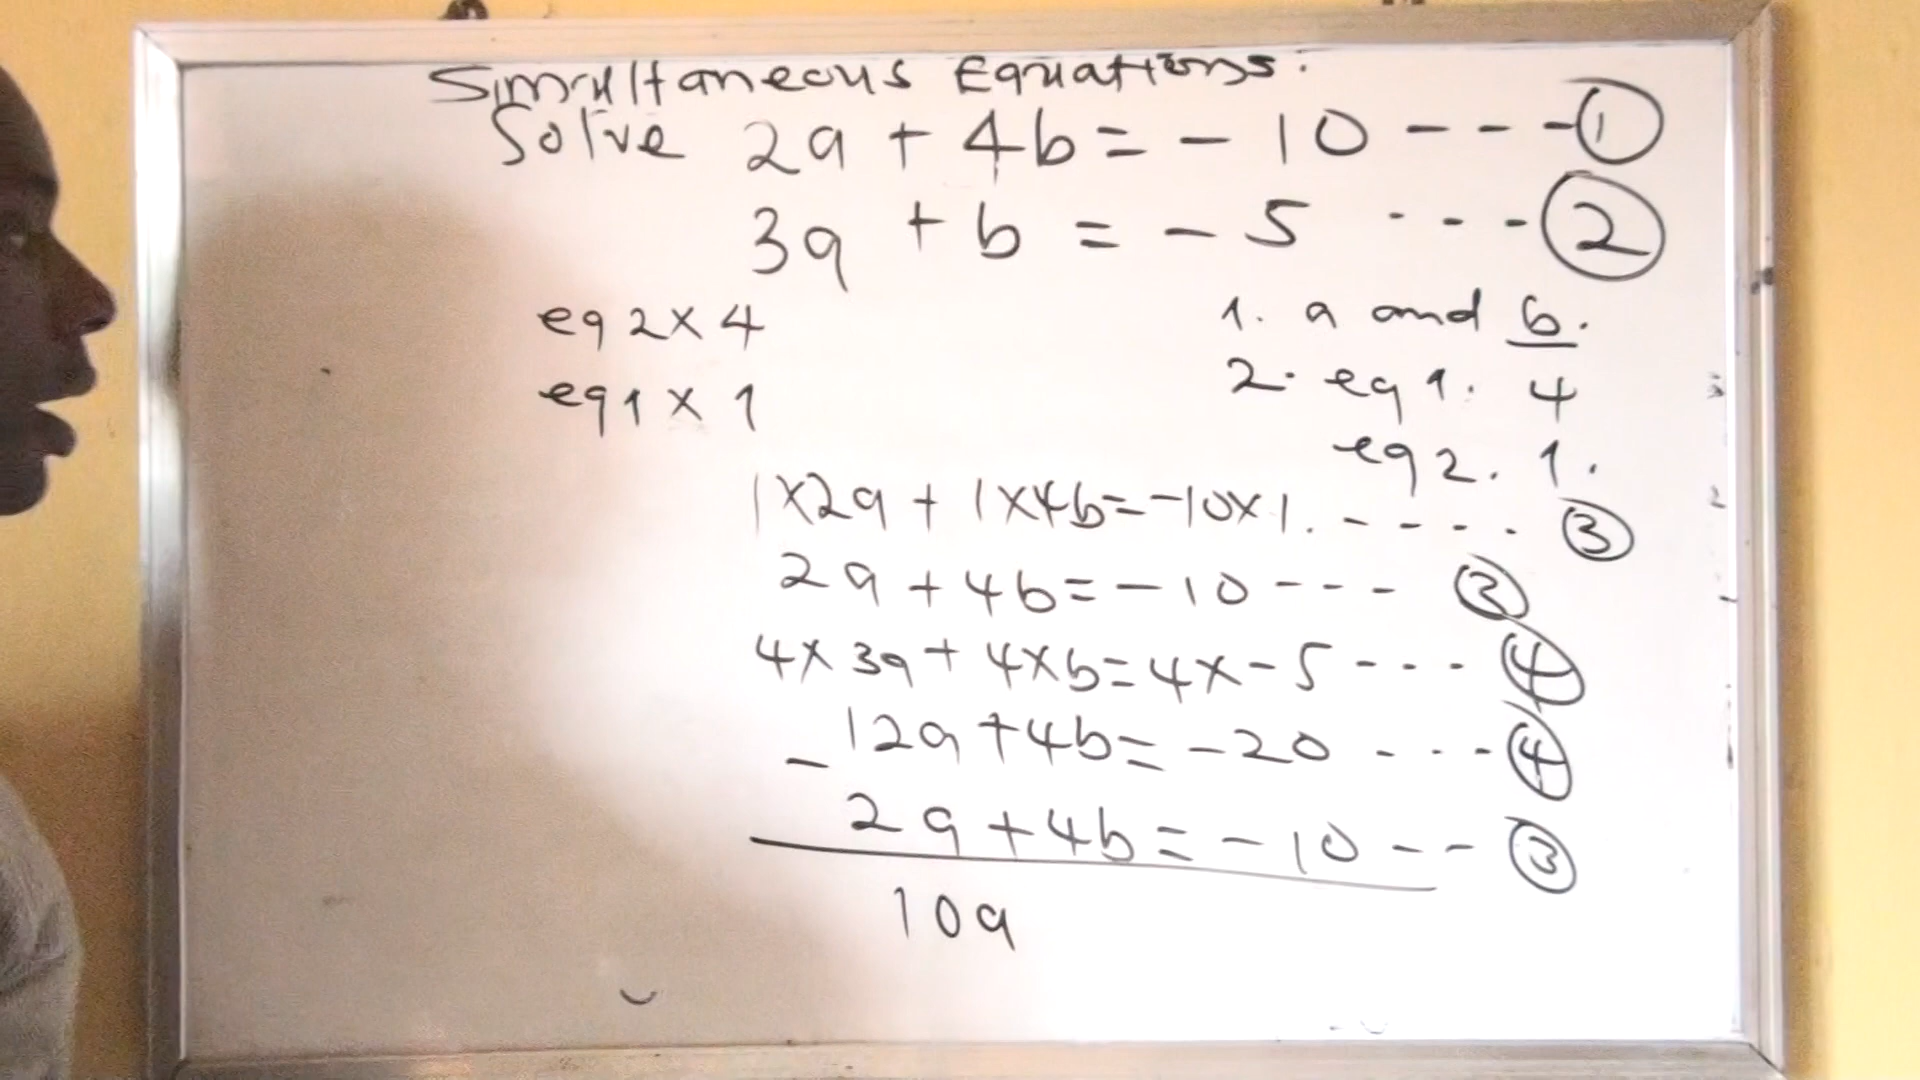 Simultaneous Equations:
Solve 2a + 4b = - 10 - - - ①
3a + b = - 5 - - - ②
eq 2 x 4
eq 1 x 1
1. a and b.
2. eq 1. 4
eq 2. 1.
1x2a + 1x4b = -10x1. - - - - ③
2a + 4b = - 10 - - - ③
4x 3a + 4xb = 4x - 5 - - - ④
12a + 4b = - 20 - - - ④
- 2a + 4b = - 10 - - ③
10a